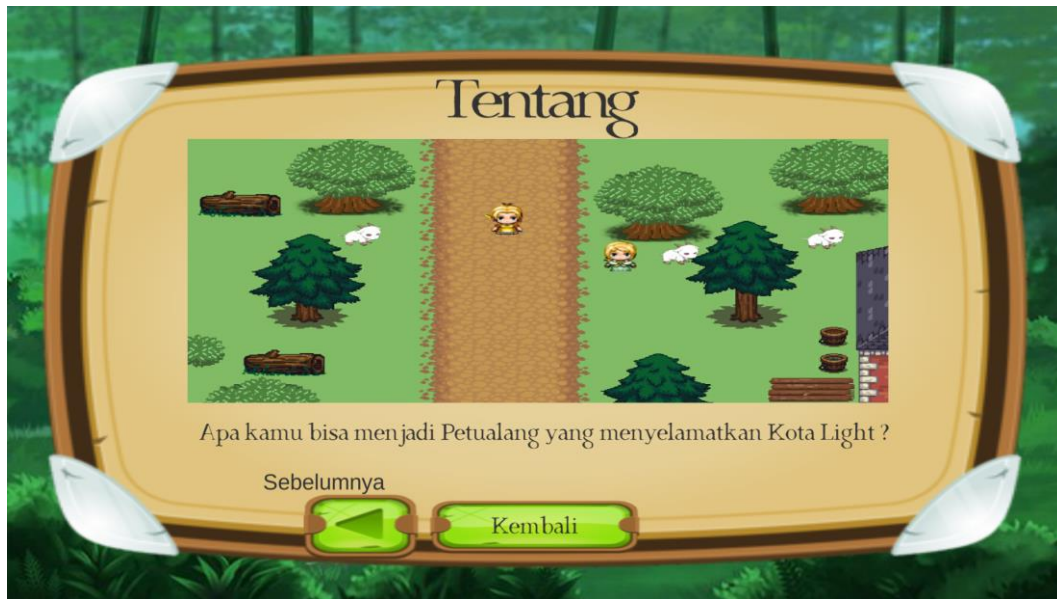 Tentang
Apa kamu bisa menjadi Petualang yang menyelamatkan Kota Light ?
Sebelumnya
Kembali